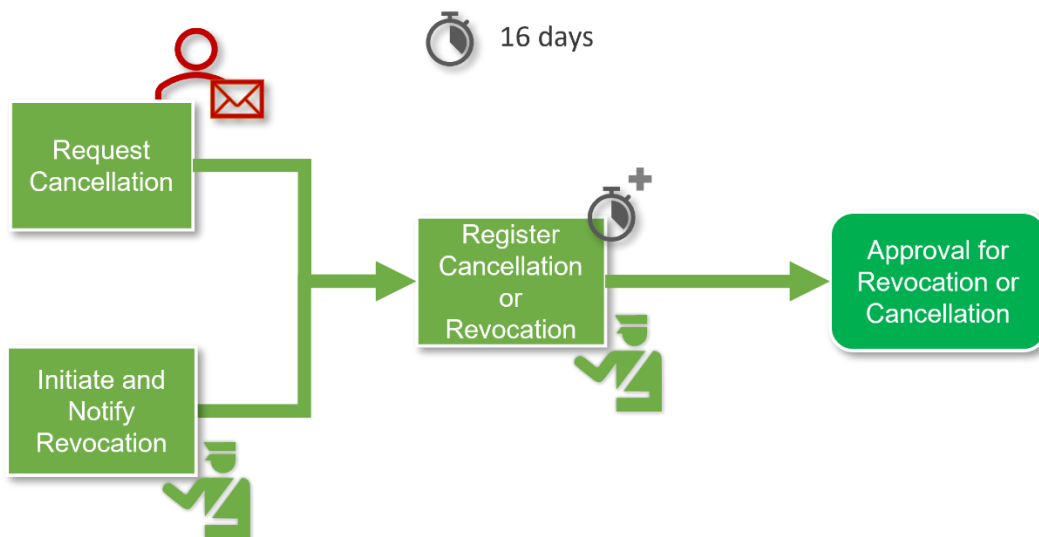 16 days
Request
Cancellation
Register
Cancellation
or
Revocation
Approval for
Revocation or
Cancellation
Initiate and
Notify
Revocation